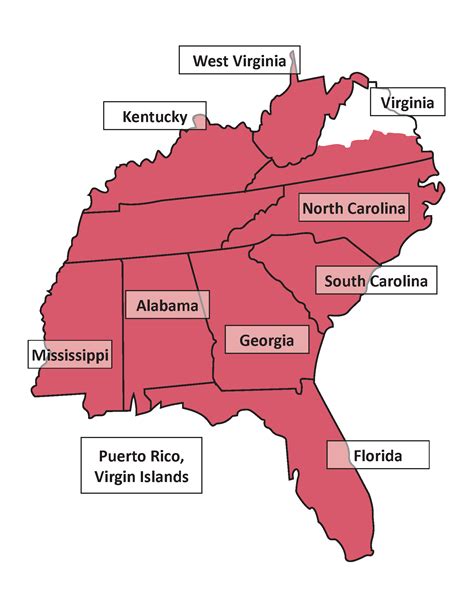 West Virginia
Virginia
Kentucky
North Carolina
South Carolina
Alabama
Georgia
Mississippi
Puerto Rico,
Virgin Islands
Florida